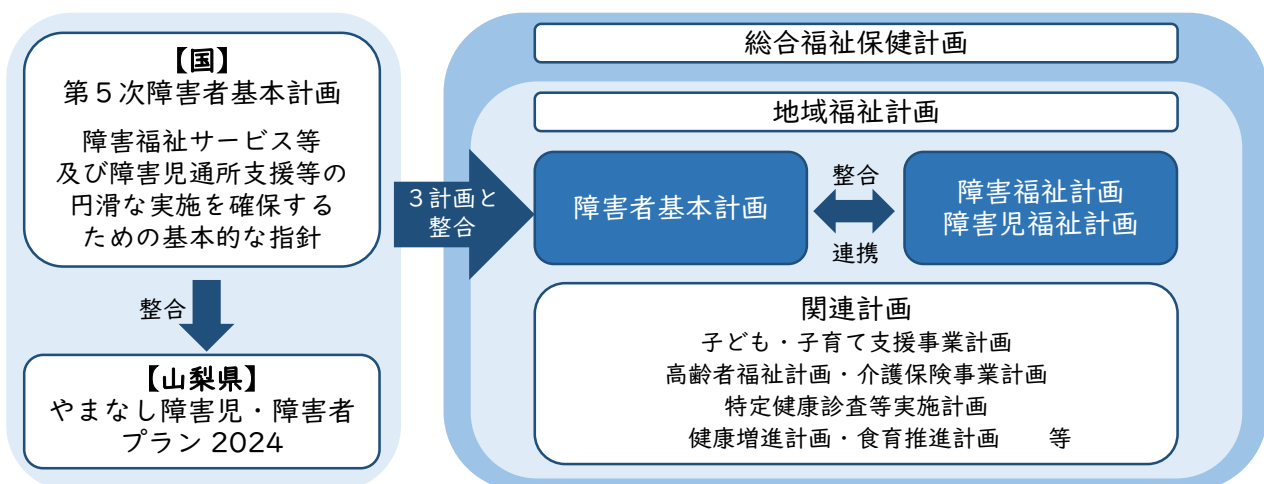 【国】
第5次障害者基本計画
障害福祉サービス等
及び障害児通所支援等の
円滑な実施を確保する
ための基本的な指針
整合
【山梨県】
やまなし障害児・障害者
プラン 2024
3計画と
整合
総合福祉保健計画
地域福祉計画
障害者基本計画
整合
連携
障害福祉計画
障害児福祉計画
関連計画
子ども・子育て支援事業計画
高齢者福祉計画・介護保険事業計画
特定健康診査等実施計画
健康増進計画・食育推進計画　　等